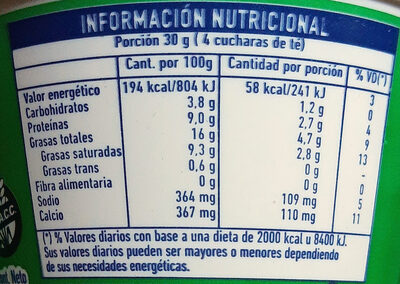 INFORMACIÓN NUTRICIONAL
Porción 30 g ( 4 cucharas de té)
Cant. por 100g Cantidad por porción % VD(*)
Valor energético 194 kcal/804 kJ 58 kcal/241 kJ 3
Carbohidratos 3,8 g 1,2 g 0
Proteínas 9,0 g 2,7 g 4
Grasas totales 16 g 4,7 g 9
Grasas saturadas 9,3 g 2,8 g 13
Grasas trans 0,6 g 0 g -
Fibra alimentaria 0 g 0 g 0
Sodio 364 mg 109 mg 5
Calcio 367 mg 110 mg 11
(*) % Valores diarios con base a una dieta de 2000 kcal u 8400 kJ.
Sus valores diarios pueden ser mayores o menores dependiendo
de sus necesidades energéticas.
A.C.C.
Neto